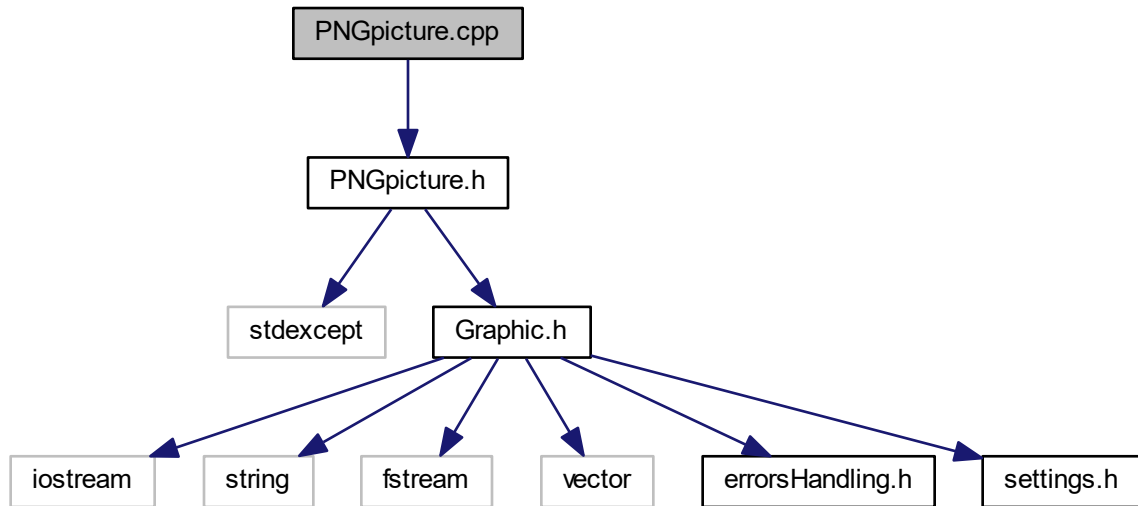 PNGpicture.cpp
PNGpicture.h
stdexcept
Graphic.h
iostream
string
fstream
vector
errorsHandling.h
settings.h